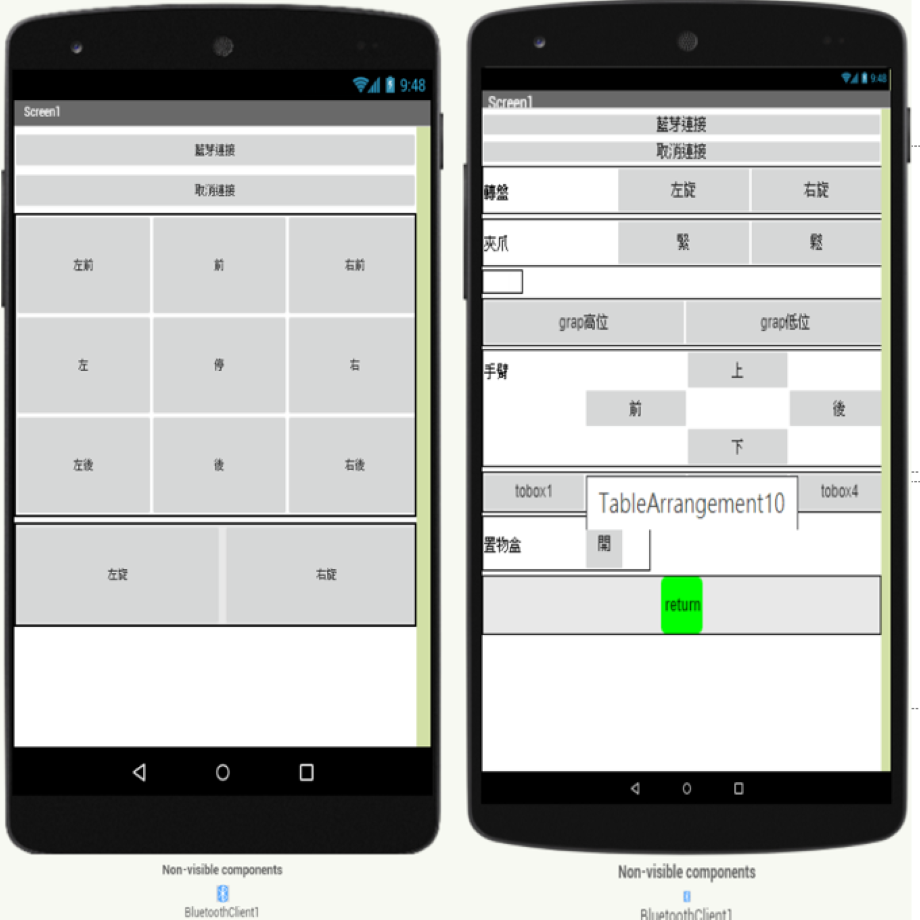 9:48
Screen1
藍芽連接
取消連接
左前 前 右前
左 停 右
左後 後 右後
左旋 右旋
Non-visible components
BluetoothClient1
9:48
Screen1
藍芽連接
取消連接
轉盤 左旋 右旋
夾爪 緊 鬆
grap高位 grap低位
手臂 上
前 後
下
tobox1 TableArrangement10 tobox4
置物盒 開
return
Non-visible components
BluetoothClient1